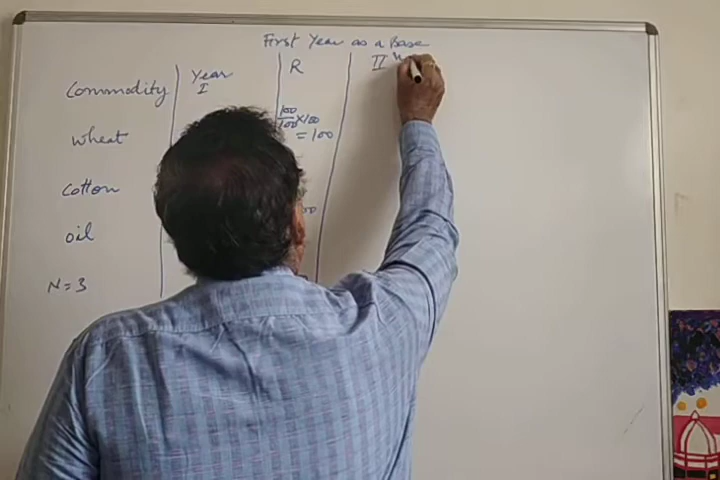 First Year as a Base
Commodity Year I R II
wheat 100/100 × 100 = 100
cotton
oil
N = 3